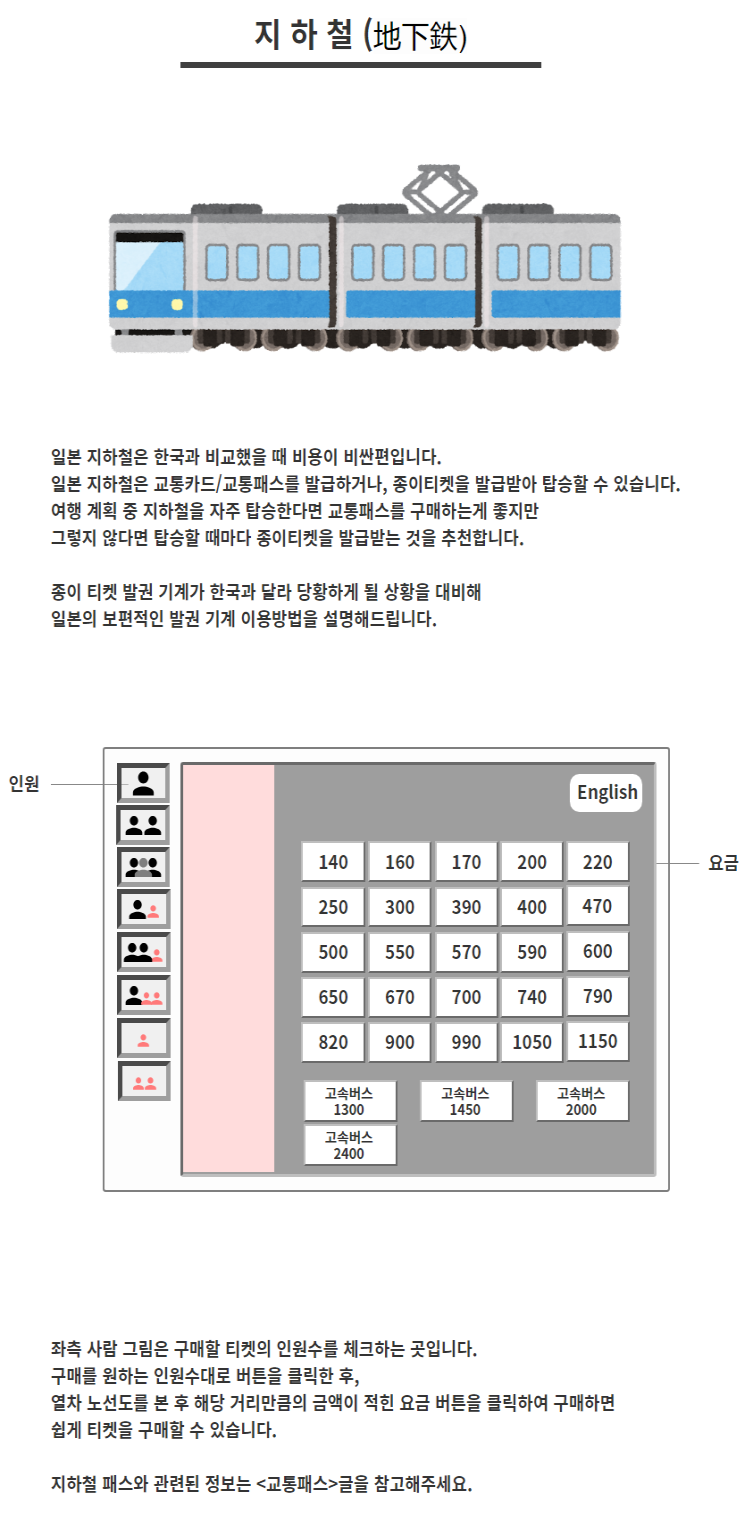 지하철 (地下鉄)
일본 지하철은 한국과 비교했을 때 비용이 비싼편입니다.
일본 지하철은 교통카드/교통패스를 발급하거나, 종이티켓을 발급받아 탑승할 수 있습니다.
여행 계획 중 지하철을 자주 탑승한다면 교통패스를 구매하는게 좋지만
그렇지 않다면 탑승할 때마다 종이티켓을 발급받는 것을 추천합니다.
종이 티켓 발권 기계가 한국과 달라 당황하게 될 상황을 대비해
일본의 보편적인 발권 기계 이용방법을 설명해드립니다.
인원
English
140 160 170 200 220
요금
250 300 390 400 470
500 550 570 590 600
650 670 700 740 790
820 900 990 1050 1150
고속버스 고속버스 고속버스
1300 1450 2000
고속버스
2400
좌측 사람 그림은 구매할 티켓의 인원수를 체크하는 곳입니다.
구매를 원하는 인원수대로 버튼을 클릭한 후,
열차 노선도를 본 후 해당 거리만큼의 금액이 적힌 요금 버튼을 클릭하여 구매하면
쉽게 티켓을 구매할 수 있습니다.
지하철 패스와 관련된 정보는 <교통패스>글을 참고해주세요.